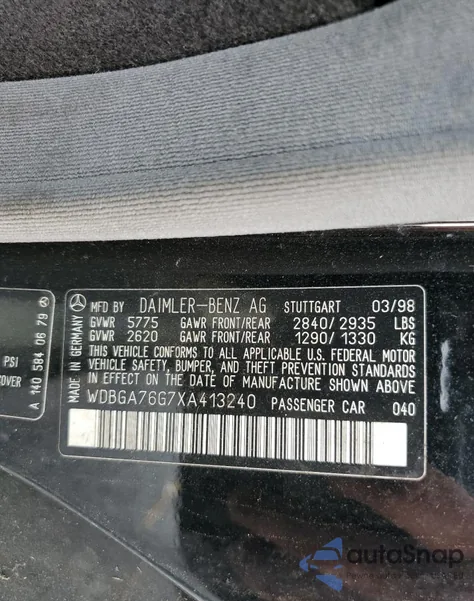 MFD BY DAIMLER-BENZ AG STUTTGART 03/98
GVWR 5775 GAWR FRONT/REAR 2840/2935 LBS
GVWR 2620 GAWR FRONT/REAR 1290/1330 KG
THIS VEHICLE CONFORMS TO ALL APPLICABLE U.S. FEDERAL MOTOR
VEHICLE SAFETY, BUMPER, AND THEFT PREVENTION STANDARDS
IN EFFECT ON THE DATE OF MANUFACTURE SHOWN ABOVE.
WDBGA76G7XA413240 PASSENGER CAR 040
MADE IN GERMANY
PSI
COVER
A 140 584 06 79
autoSnap